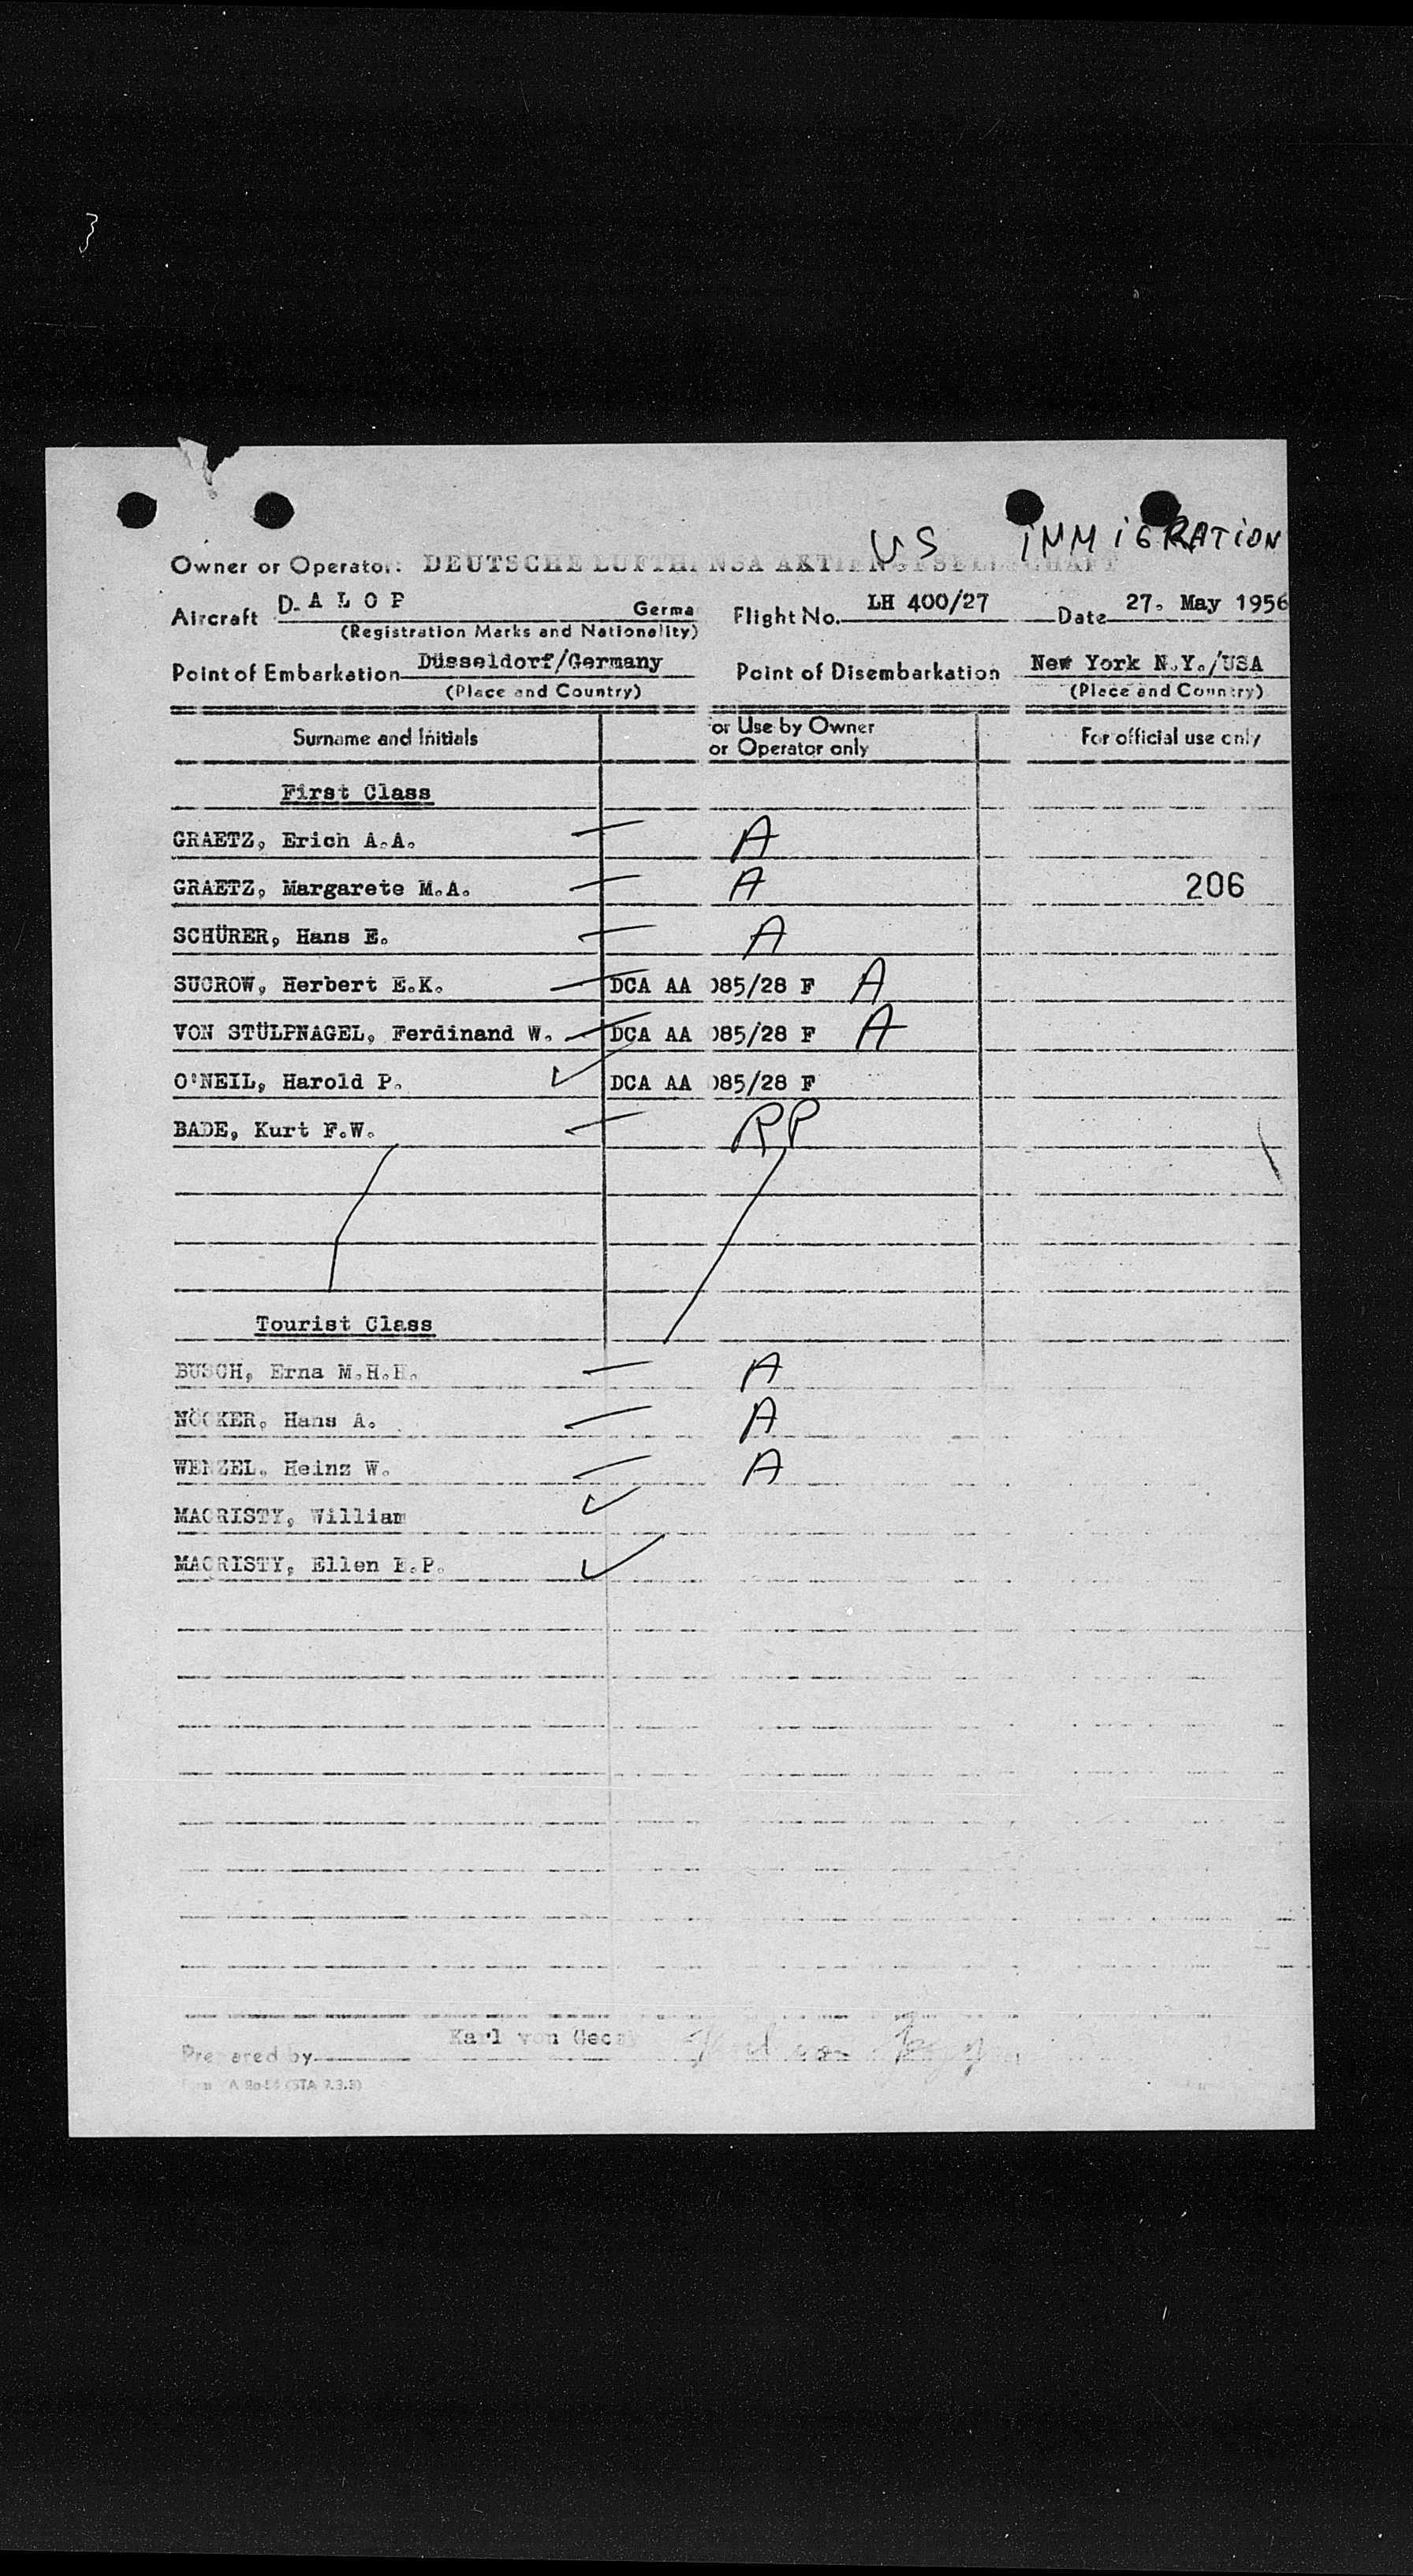 US IMMIGRATION
Owner or Operator: DEUTSCHE LUFTHANSA AKTIENGESELLSCHAFT
Aircraft D- A L O P Germa Flight No. LH 400/27 Date 27. May 1956
(Registration Marks and Nationality)
Point of Embarkation Düsseldorf/Germany Point of Disembarkation New York N.Y./USA
(Place and Country) (Place and Country)
Surname and Initials or Use by Owner or Operator only For official use only
First Class
GRAETZ, Erich A.A. — A
GRAETZ, Margarete M.A. — A 206
SCHÜRER, Hans E. — A
SUCROW, Herbert E.K. — DCA AA 085/28 F A
VON STÜLPNAGEL, Ferdinand W. — DCA AA 085/28 F A
O'NEIL, Harold P. ✓ DCA AA 085/28 F
BADE, Kurt F.W. — RP
Tourist Class
BUSCH, Erna M.H.H. — A
NÖCKER, Hans A. — A
WENZEL, Heinz W. — A
MACRISTY, William ✓
MACRISTY, Ellen E.P. ✓
Prepared by Karl von
(STA 7.3.5)